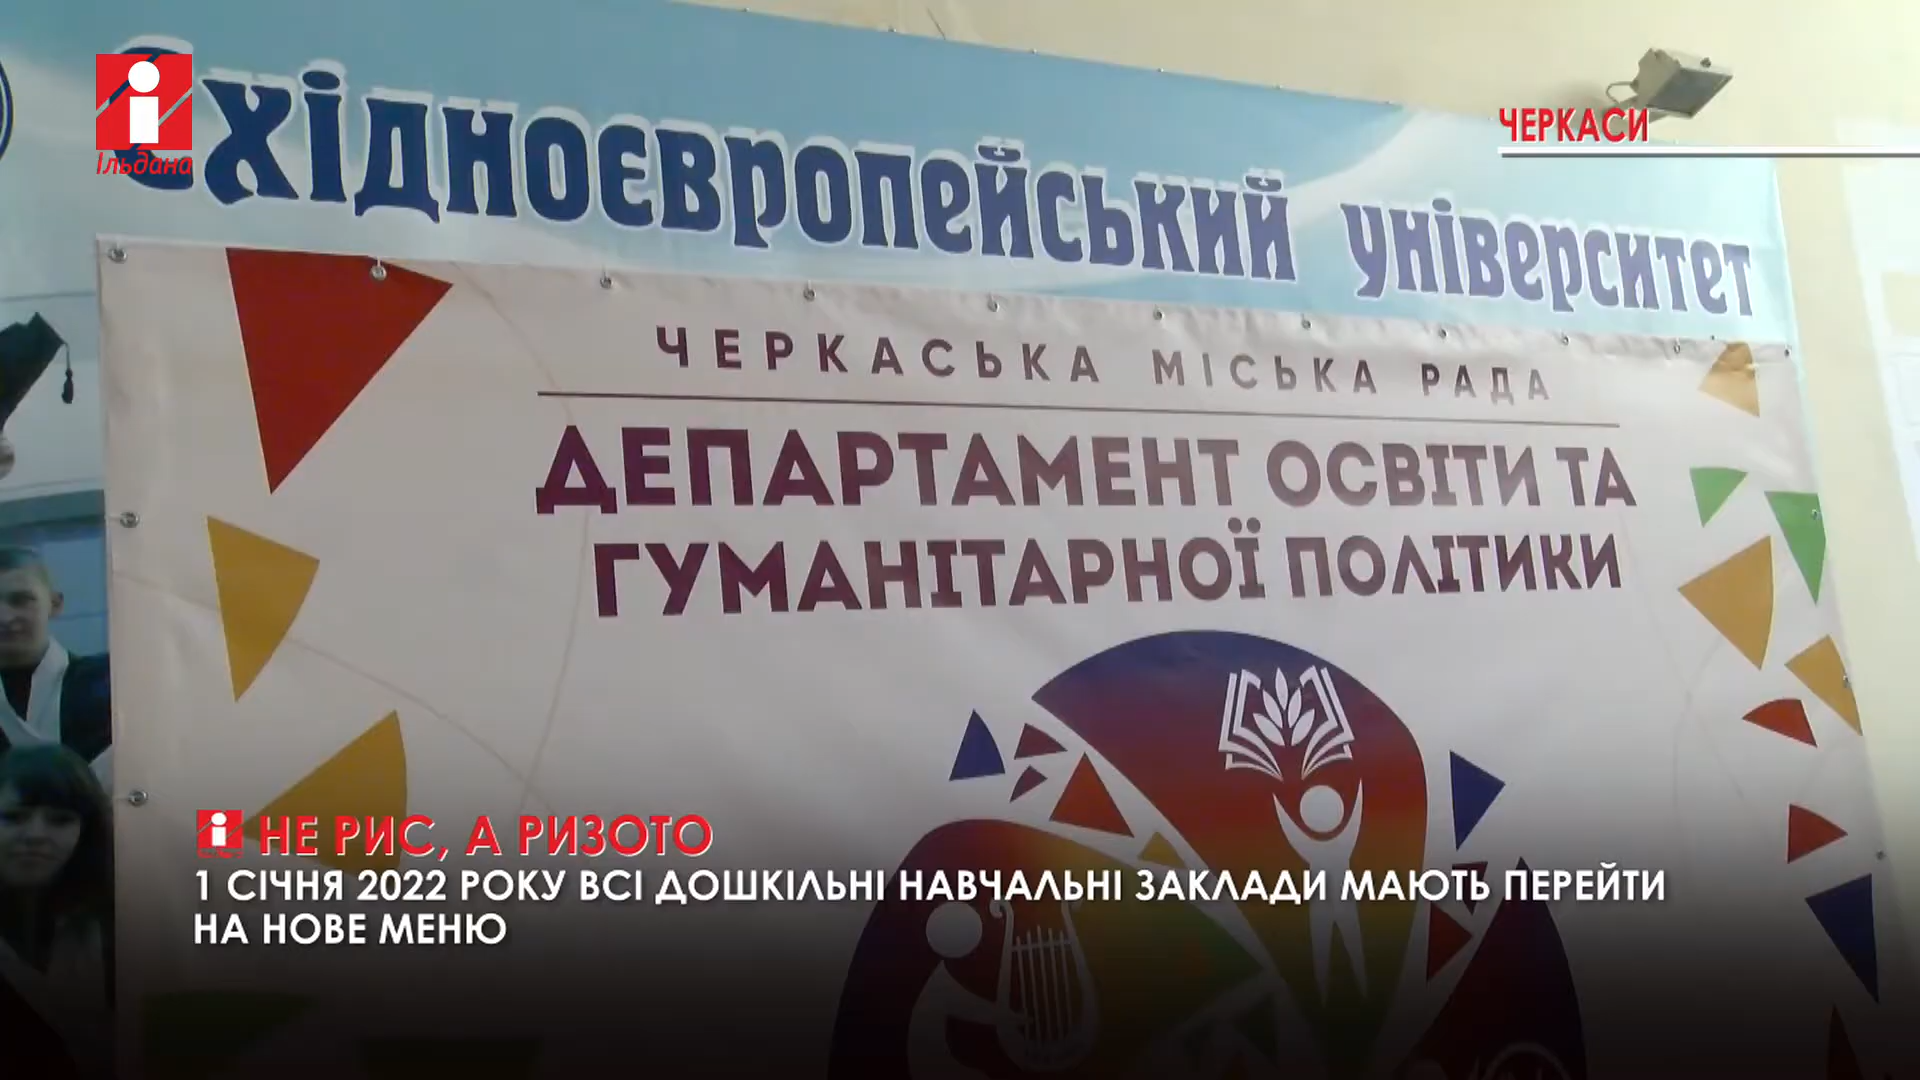 Східноєвропейський університет
Ільдана
ЧЕРКАСИ
ЧЕРКАСЬКА МІСЬКА РАДА
ДЕПАРТАМЕНТ ОСВІТИ ТА
ГУМАНІТАРНОЇ ПОЛІТИКИ
НЕ РИС, А РИЗОТО
1 СІЧНЯ 2022 РОКУ ВСІ ДОШКІЛЬНІ НАВЧАЛЬНІ ЗАКЛАДИ МАЮТЬ ПЕРЕЙТИ
НА НОВЕ МЕНЮ